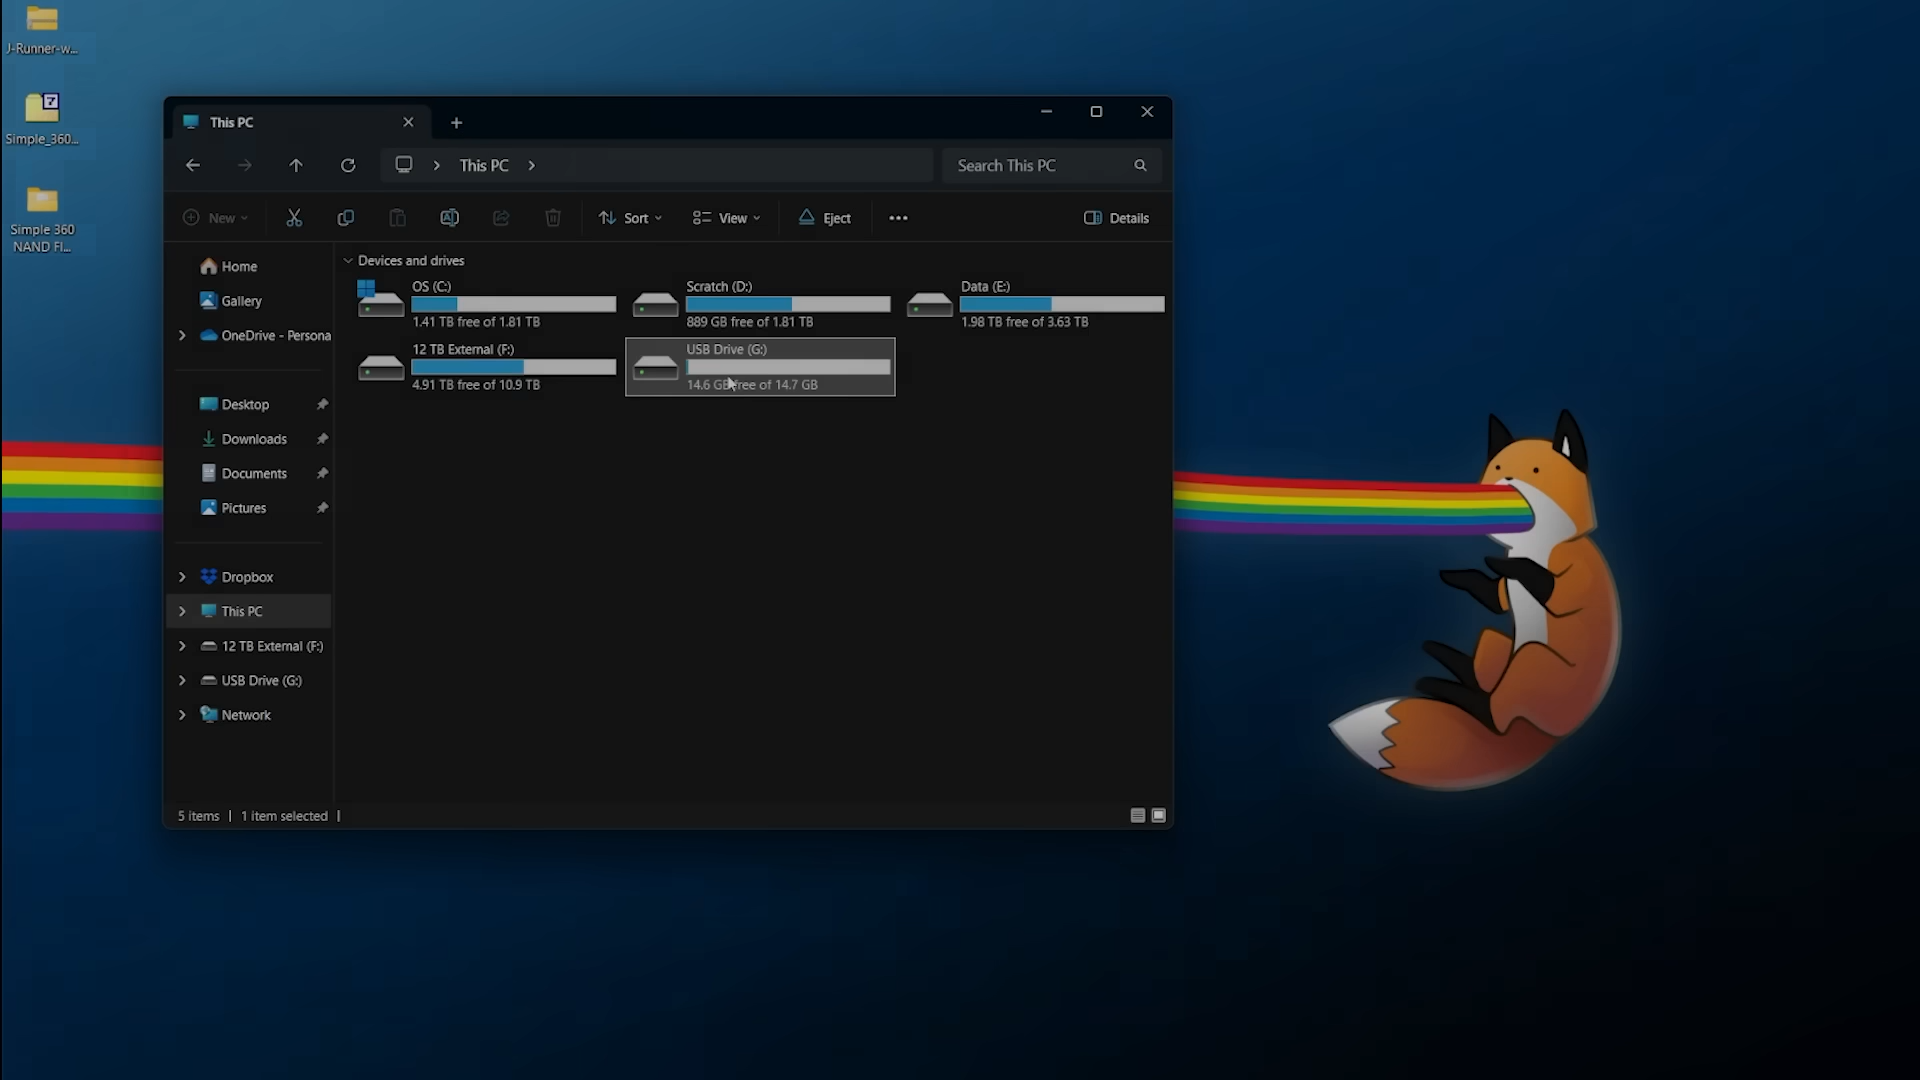 J-Runner-w...
7
Simple_360...
Simple 360
NAND Fl...
This PC
This PC
Search This PC
New
Sort
View
Eject
Details
Home
Gallery
OneDrive - Persona
Desktop
Downloads
Documents
Pictures
Dropbox
This PC
12 TB External (F:)
USB Drive (G:)
Network
Devices and drives
OS (C:)
1.41 TB free of 1.81 TB
Scratch (D:)
889 GB free of 1.81 TB
Data (E:)
1.98 TB free of 3.63 TB
12 TB External (F:)
4.91 TB free of 10.9 TB
USB Drive (G:)
14.6 GB free of 14.7 GB
5 items
1 item selected